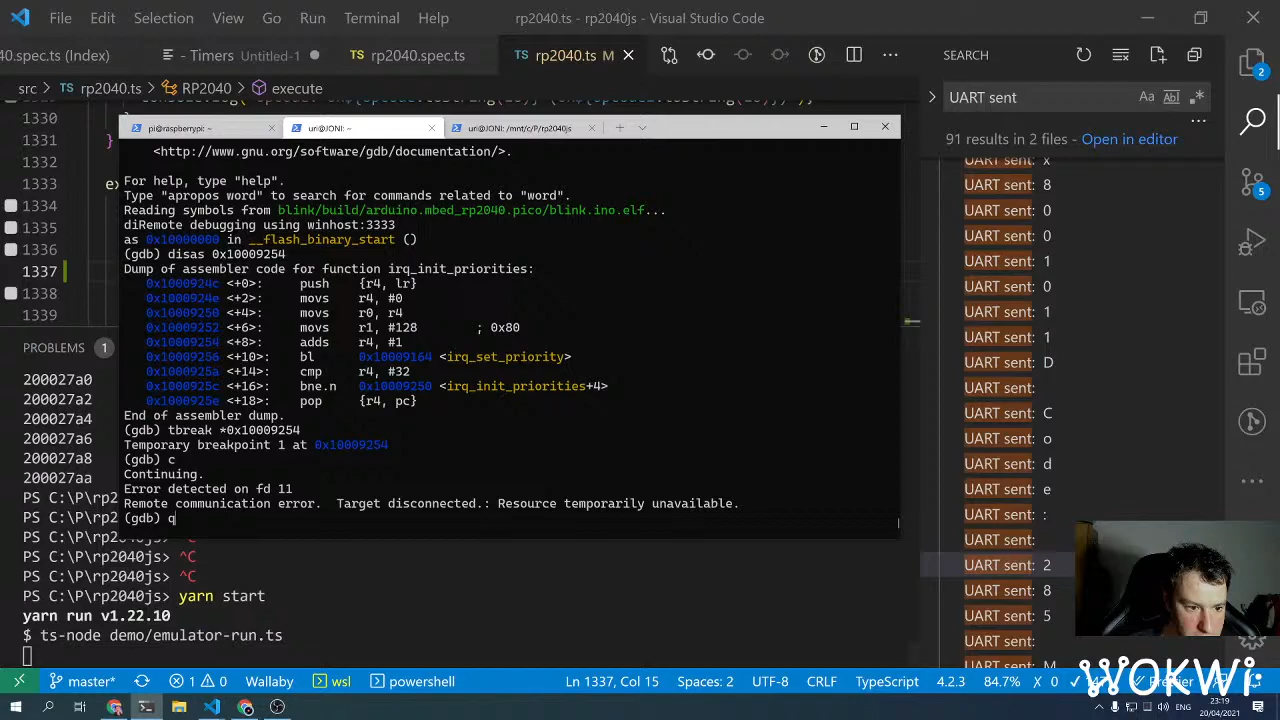 File Edit Selection View Go Run Terminal Help rp2040.ts - rp2040js - Visual Studio Code
40.spec.ts (Index) - Timers Untitled-1 TS rp2040.spec.ts TS rp2040.ts M
src > TS rp2040.ts > RP2040 > execute
1330
1331 }
1332
1333 ex
1334
1335
1336
1337
1338
1339
pi@raspberrypi: ~
uri@JONI: ~
uri@JONI: /mnt/c/P/rp2040js
<http://www.gnu.org/software/gdb/documentation/>.
For help, type "help".
Type "apropos word" to search for commands related to "word".
Reading symbols from blink/build/arduino.mbed_rp2040.pico/blink.ino.elf...
diRemote debugging using winhost:3333
as 0x10000000 in __flash_binary_start ()
(gdb) disas 0x10009254
Dump of assembler code for function irq_init_priorities:
0x1000924c <+0>: push {r4, lr}
0x1000924e <+2>: movs r4, #0
0x10009250 <+4>: movs r0, r4
0x10009252 <+6>: movs r1, #128 ; 0x80
0x10009254 <+8>: adds r4, #1
0x10009256 <+10>: bl 0x10009164 <irq_set_priority>
0x1000925a <+14>: cmp r4, #32
0x1000925c <+16>: bne.n 0x10009250 <irq_init_priorities+4>
0x1000925e <+18>: pop {r4, pc}
End of assembler dump.
(gdb) tbreak *0x10009254
Temporary breakpoint 1 at 0x10009254
(gdb) c
Continuing.
Error detected on fd 11
Remote communication error. Target disconnected.: Resource temporarily unavailable.
(gdb) q
PROBLEMS 1
200027a0
200027a2
200027a4
200027a6
200027a8
200027aa
PS C:\P\rp2
PS C:\P\rp2
PS C:\P\rp2040js> ^C
PS C:\P\rp2040js> ^C
PS C:\P\rp2040js> ^C
PS C:\P\rp2040js> yarn start
yarn run v1.22.10
$ ts-node demo/emulator-run.ts
SEARCH
UART sent
Aa Abl .*
91 results in 2 files - Open in editor
UART sent: x
UART sent: 8
UART sent: 0
UART sent: 0
UART sent: 1
UART sent: 0
UART sent: 1
UART sent: 1
UART sent: D
UART sent:
UART sent: C
UART sent: o
UART sent: d
UART sent: e
UART sent: :
UART sent:
UART sent: 2
UART sent: 8
UART sent: 5
UART sent:
UART sent: M
2
5
master* 1 0 Wallaby wsl powershell Ln 1337, Col 15 Spaces: 2 UTF-8 CRLF TypeScript 4.2.3 84.7% X 0
WOKWi
ENG 23:19
20/04/2021